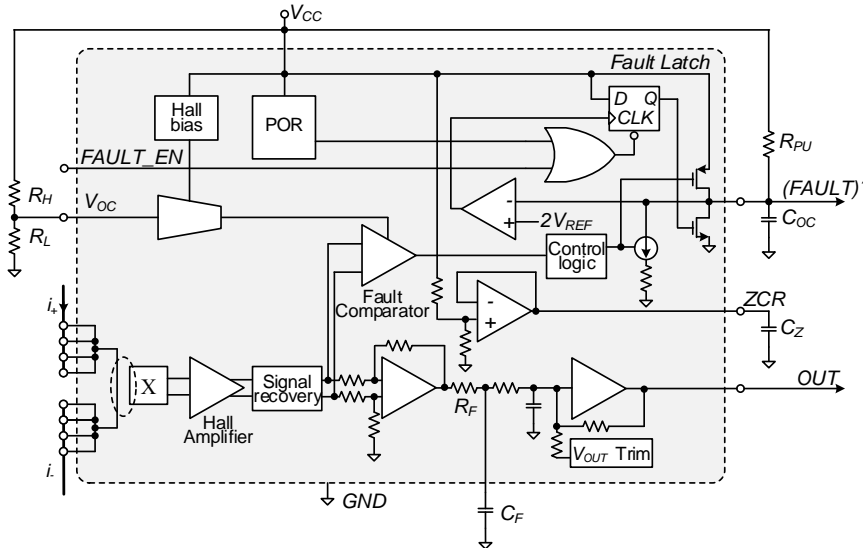 VCC
Fault Latch
Hall
bias
POR
D Q
CLK
RPU
FAULT_EN
RH
VOC
-
(FAULT)'
+
2VREF
COC
RL
Control
logic
Fault
Comparator
-
+
ZCR
CZ
i+
X
Signal
recovery
Hall
Amplifier
RF
OUT
VOUT Trim
i-
GND
CF